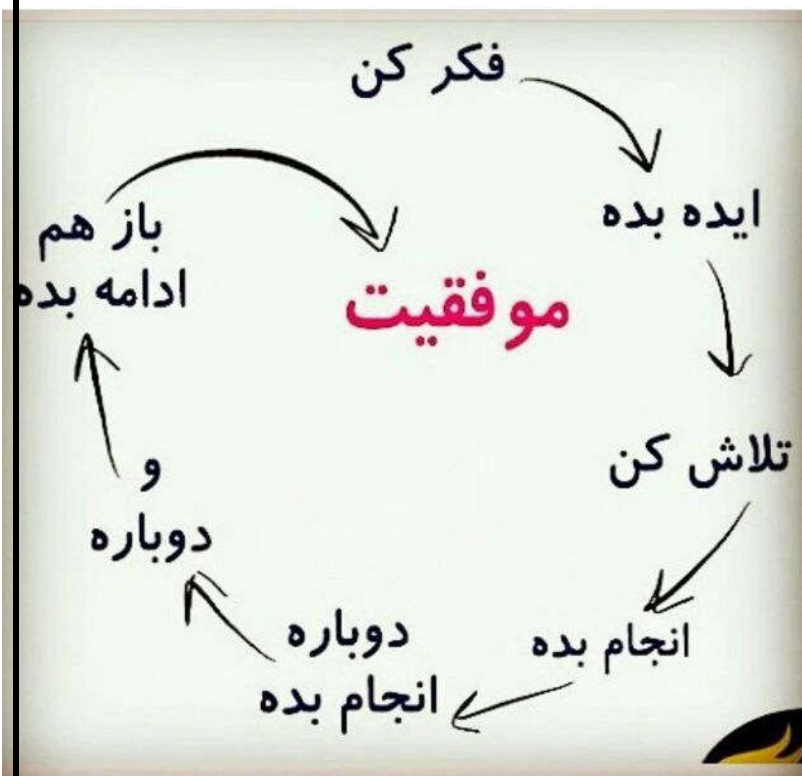 فکر کن
ایده بده
تلاش کن
انجام بده
دوباره
انجام بده
و
دوباره
باز هم
ادامه بده
موفقیت